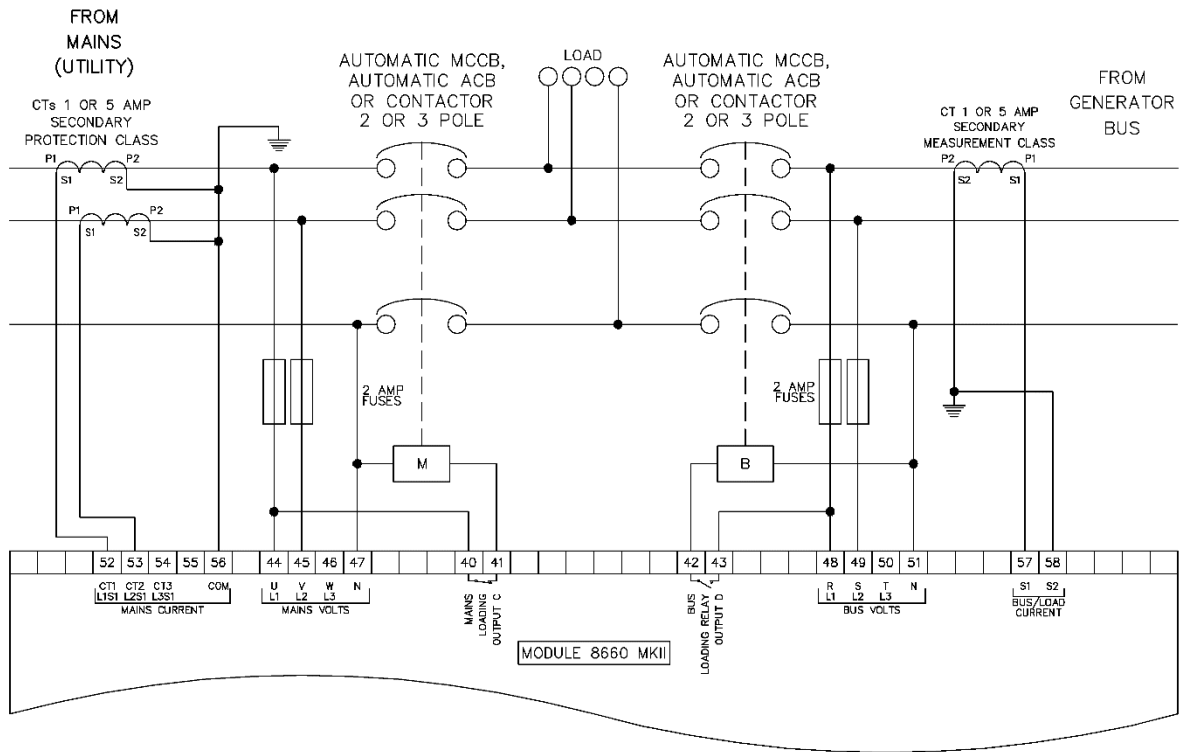 FROM
MAINS
(UTILITY)
CTs 1 OR 5 AMP
SECONDARY
PROTECTION CLASS
AUTOMATIC MCCB,
AUTOMATIC ACB
OR CONTACTOR
2 OR 3 POLE
LOAD
AUTOMATIC MCCB,
AUTOMATIC ACB
OR CONTACTOR
2 OR 3 POLE
CT 1 OR 5 AMP
SECONDARY
MEASUREMENT CLASS
FROM
GENERATOR
BUS
P1 P2
S1 S2
P1 P2
S1 S2
P2 P1
S2 S1
2 AMP
FUSES
2 AMP
FUSES
M
B
52 53 54 55 56 44 45 46 47 40 41 42 43 48 49 50 51 57 58
CT1 CT2 CT3 COM
L1S1 L2S1 L3S1
MAINS CURRENT
U V W N
L1 L2 L3
MAINS VOLTS
MAINS
LOADING
OUTPUT C
BUS
LOADING RELAY
OUTPUT D
R S T N
L1 L2 L3
BUS VOLTS
S1 S2
BUS/LOAD
CURRENT
MODULE 8660 MKII